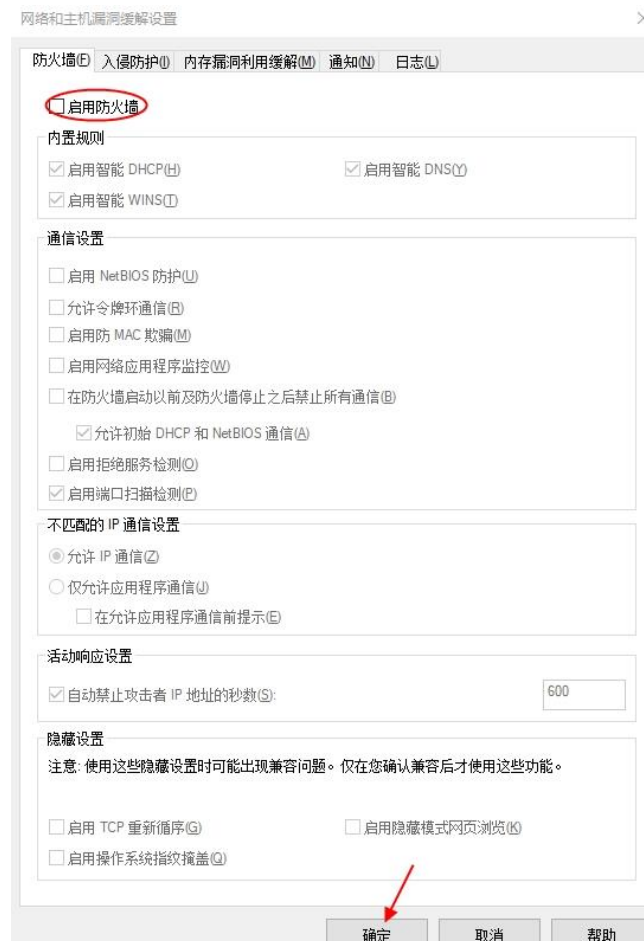 网络和主机漏洞缓解设置
防火墙(F) 入侵防护(I) 内存漏洞利用缓解(M) 通知(N) 日志(L)
启用防火墙
内置规则
启用智能 DHCP(H) 启用智能 DNS(Y)
启用智能 WINS(T)
通信设置
启用 NetBIOS 防护(U)
允许令牌环通信(R)
启用防 MAC 欺骗(M)
启用网络应用程序监控(W)
在防火墙启动以前及防火墙停止之后禁止所有通信(B)
允许初始 DHCP 和 NetBIOS 通信(A)
启用拒绝服务检测(O)
启用端口扫描检测(P)
不匹配的 IP 通信设置
允许 IP 通信(Z)
仅允许应用程序通信(J)
在允许应用程序通信前提示(E)
活动响应设置
自动禁止攻击者 IP 地址的秒数(S): 600
隐藏设置
注意: 使用这些隐藏设置时可能出现兼容问题。仅在您确认兼容后才使用这些功能。
启用 TCP 重新循序(G) 启用隐藏模式网页浏览(K)
启用操作系统指纹掩盖(Q)
确定 取消 帮助